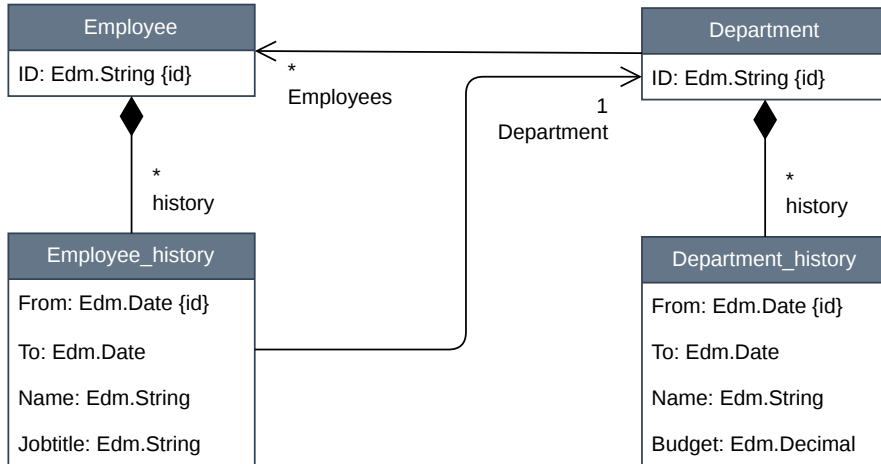 Employee
ID: Edm.String {id}
Department
ID: Edm.String {id}
*
Employees
1
Department
*
history
*
history
Employee_history
From: Edm.Date {id}
To: Edm.Date
Name: Edm.String
Jobtitle: Edm.String
Department_history
From: Edm.Date {id}
To: Edm.Date
Name: Edm.String
Budget: Edm.Decimal